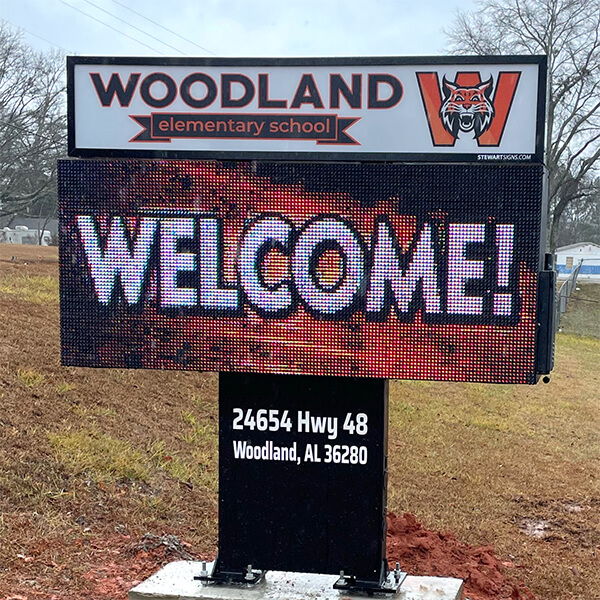 WOODLAND
elementary school
W
STEWARTSIGNS.COM
WELCOME!
24654 Hwy 48
Woodland, AL 36280